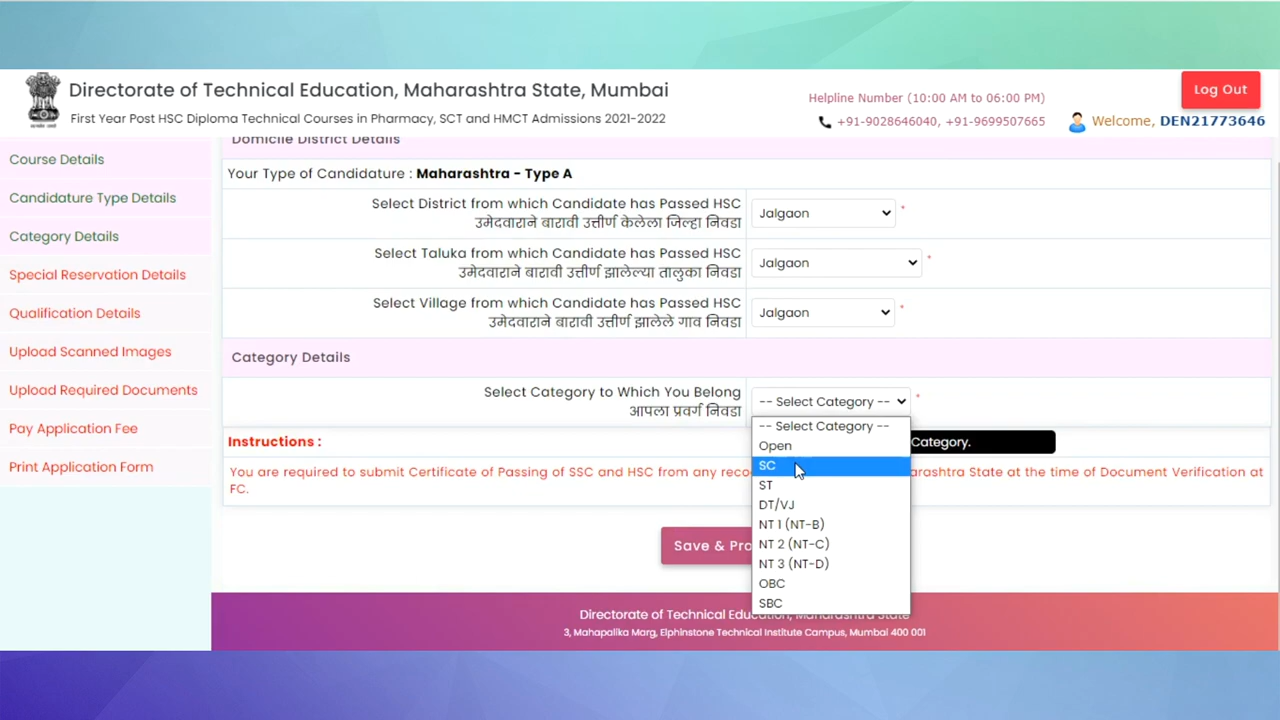 Directorate of Technical Education, Maharashtra State, Mumbai
First Year Post HSC Diploma Technical Courses in Pharmacy, SCT and HMCT Admissions 2021-2022
Helpline Number (10:00 AM to 06:00 PM)
+91-9028646040, +91-9699507665
Log Out
Welcome, DEN21773646
Course Details
Candidature Type Details
Category Details
Special Reservation Details
Qualification Details
Upload Scanned Images
Upload Required Documents
Pay Application Fee
Print Application Form
Domicile District Details
Your Type of Candidature : Maharashtra - Type A
Select District from which Candidate has Passed HSC
उमेदवाराने बारावी उत्तीर्ण केलेला जिल्हा निवडा
Jalgaon
*
Select Taluka from which Candidate has Passed HSC
उमेदवाराने बारावी उत्तीर्ण झालेल्या तालुका निवडा
Jalgaon
*
Select Village from which Candidate has Passed HSC
उमेदवाराने बारावी उत्तीर्ण झालेले गाव निवडा
Jalgaon
*
Category Details
Select Category to Which You Belong
आपला प्रवर्ग निवडा
-- Select Category --
*
-- Select Category --
Open
SC
ST
DT/VJ
NT 1 (NT-B)
NT 2 (NT-C)
NT 3 (NT-D)
OBC
SBC
Category.
Instructions :
You are required to submit Certificate of Passing of SSC and HSC from any State at the time of Document Verification at
FC.
Save &
Directorate of Technical Education, Maharashtra State
3, Mahapalika Marg, Elphinstone Technical Institute Campus, Mumbai 400 001